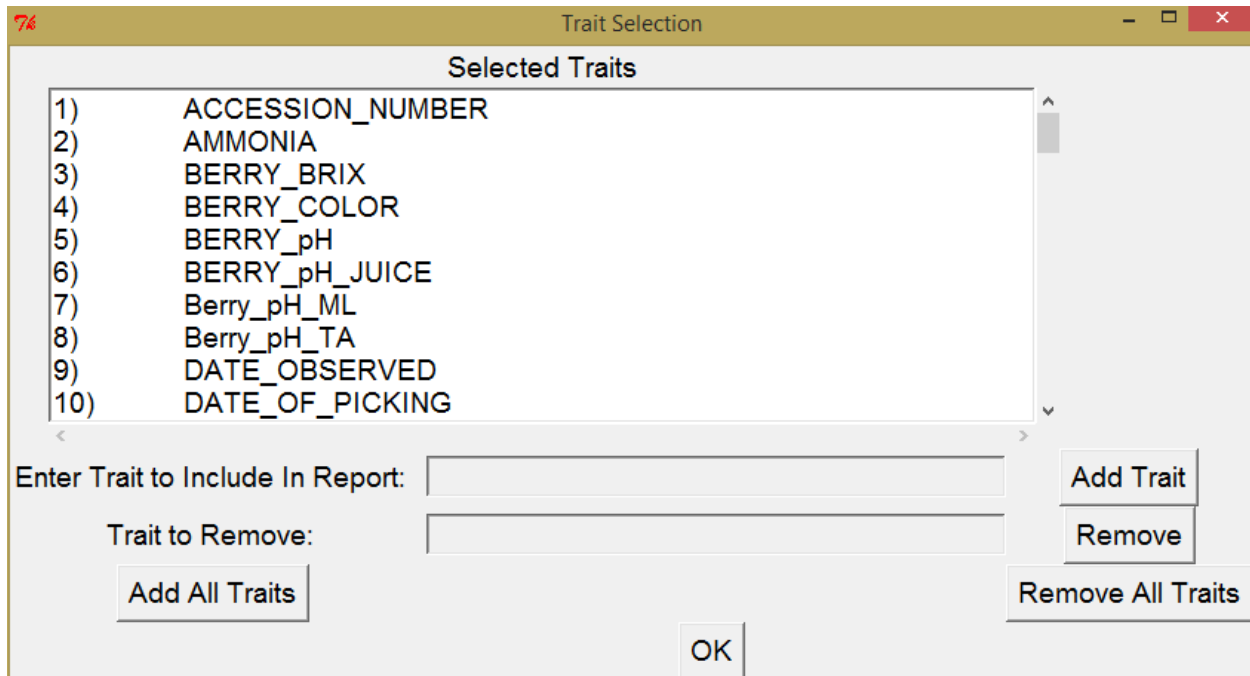 Trait Selection
Selected Traits
1) ACCESSION_NUMBER
2) AMMONIA
3) BERRY_BRIX
4) BERRY_COLOR
5) BERRY_pH
6) BERRY_pH_JUICE
7) Berry_pH_ML
8) Berry_pH_TA
9) DATE_OBSERVED
10) DATE_OF_PICKING
Enter Trait to Include In Report: Add Trait
Trait to Remove: Remove
Add All Traits Remove All Traits
OK